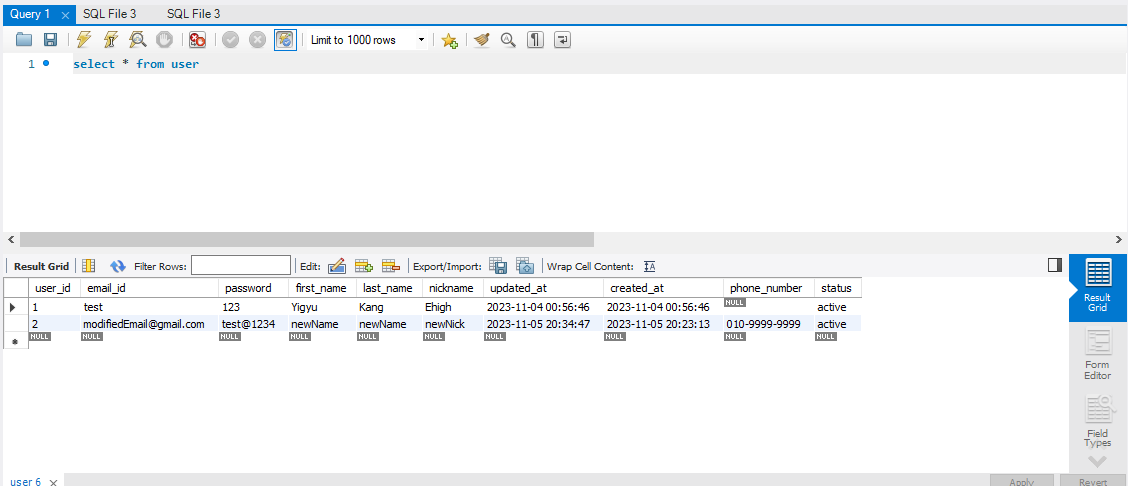 Query 1 SQL File 3 SQL File 3
Limit to 1000 rows
1 select * from user
Result Grid Filter Rows: Edit: Export/Import: Wrap Cell Content:
user_id email_id password first_name last_name nickname updated_at created_at phone_number status
1 test 123 Yigyu Kang Ehigh 2023-11-04 00:56:46 2023-11-04 00:56:46 NULL active
2 modifiedEmail@gmail.com test@1234 newName newName newNick 2023-11-05 20:34:47 2023-11-05 20:23:13 010-9999-9999 active
NULL NULL NULL NULL NULL NULL NULL NULL NULL NULL
Result
Grid
Form
Editor
Field
Types
user 6
Apply Revert